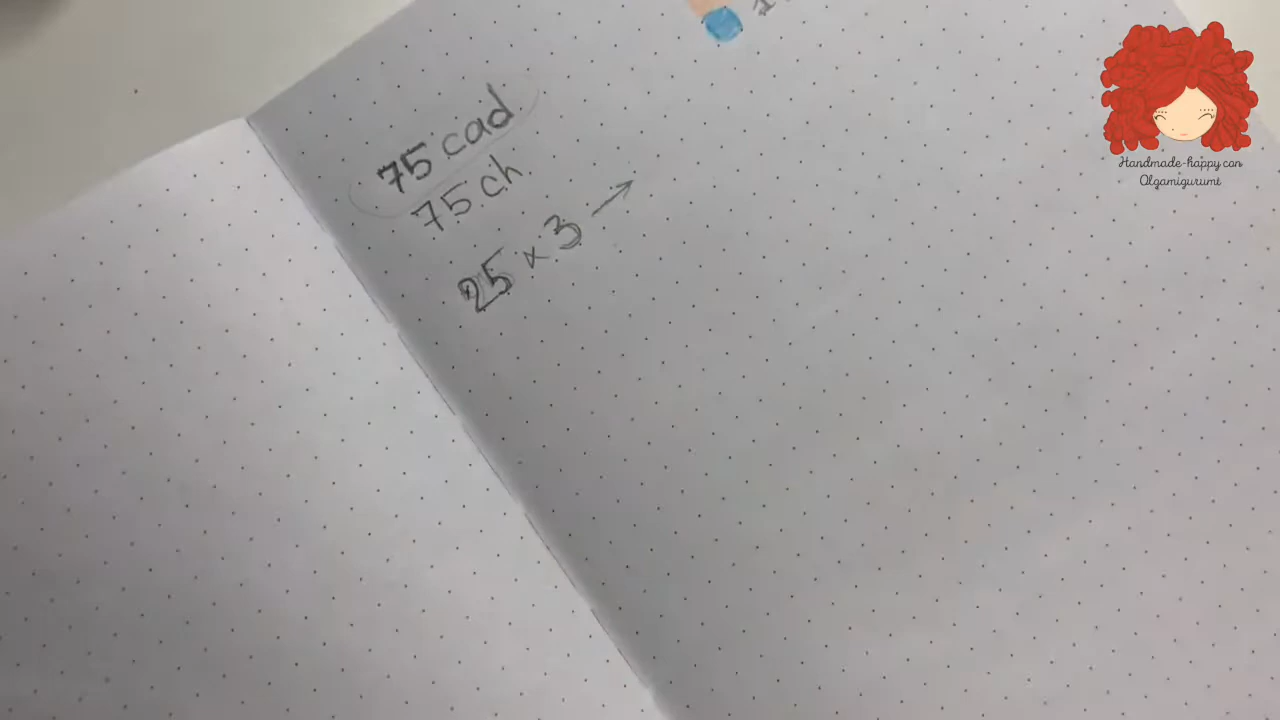 75 cad
75 ch
25 x 3 →
Handmade-happy con
Olgamigurumi